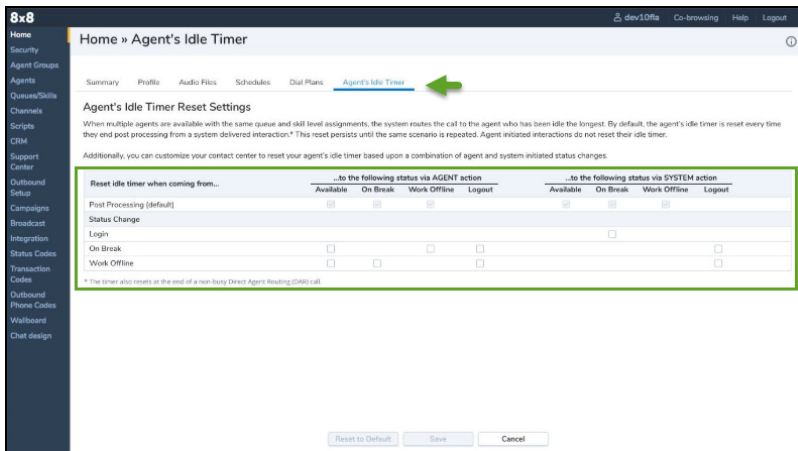 8x8
dev10fla Co-browsing Help Logout
Home
Security
Agent Groups
Agents
Queues/Skills
Channels
Scripts
CRM
Support
Center
Outbound
Setup
Campaigns
Broadcast
Integration
Status Codes
Transaction
Codes
Outbound
Phone Codes
Wallboard
Chat design
Home » Agent's Idle Timer
Summary Profile Audio Files Schedules Dial Plans Agent's Idle Timer
Agent's Idle Timer Reset Settings
When multiple agents are available with the same queue and skill level assignments, the system routes the call to the agent who has been idle the longest. By default, the agent's idle timer is reset every time
they end post processing from a system delivered interaction.* This reset persists until the same scenario is repeated. Agent initiated interactions do not reset their idle timer.
Additionally, you can customize your contact center to reset your agent's idle timer based upon a combination of agent and system initiated status changes.
Reset idle timer when coming from... ...to the following status via AGENT action ...to the following status via SYSTEM action
Available On Break Work Offline Logout Available On Break Work Offline Logout
Post Processing (default)
Status Change
Login
On Break
Work Offline
* The timer also resets at the end of a non-busy Direct Agent Routing (DAR) call.
Reset to Default Save Cancel